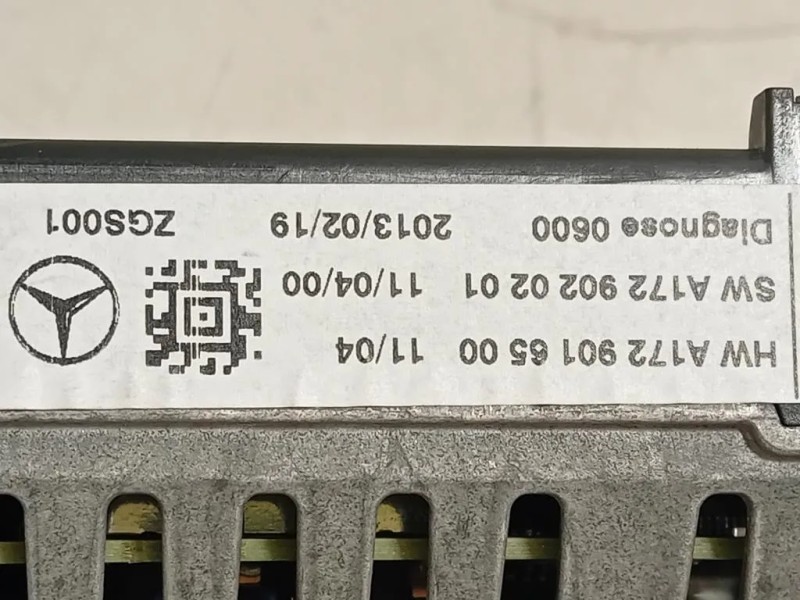 HW A172 901 65 00 11/04
SW A172 902 02 01 11/04/00
Diagnose 0600 2013/02/19 ZGS001